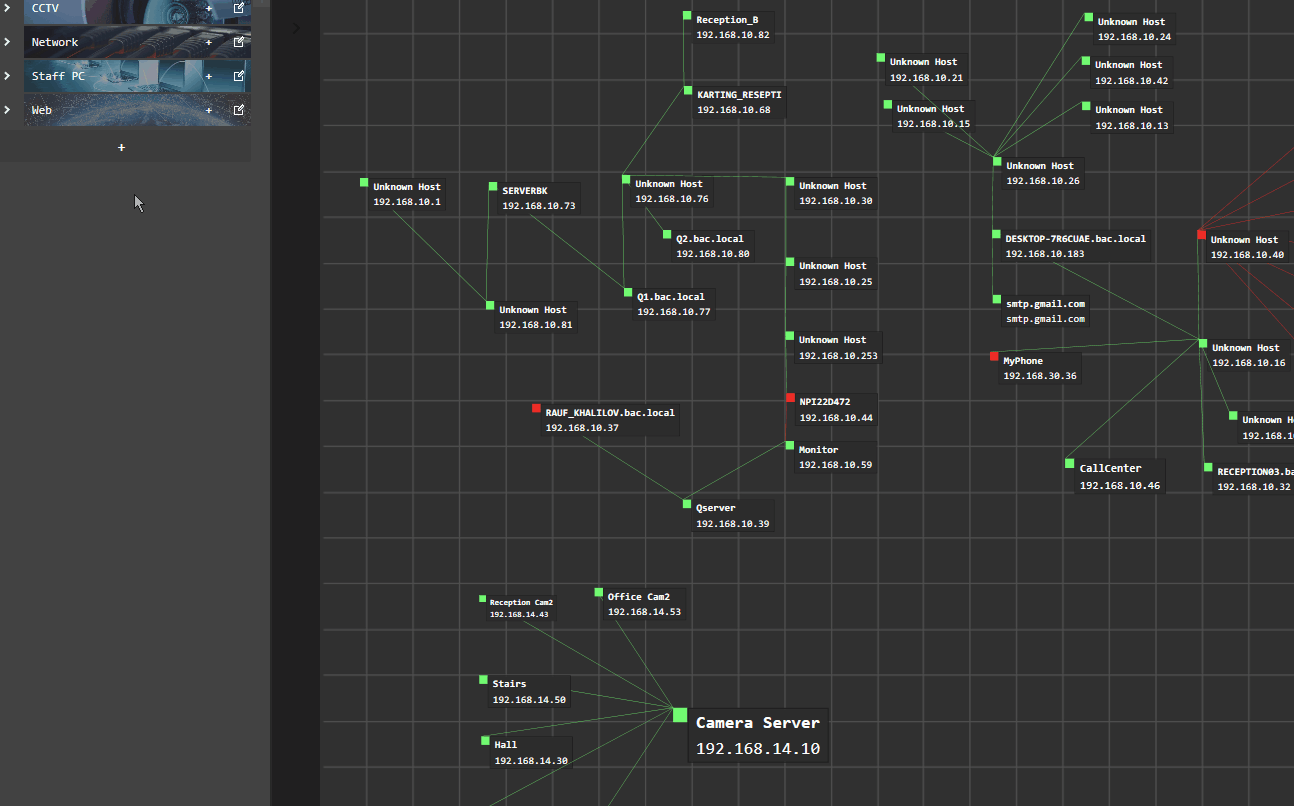 CCTV
+
Network
+
Staff PC
+
Web
+
+
Reception_B
192.168.10.82
KARTING_RESEPTI
192.168.10.68
Unknown Host
192.168.10.21
Unknown Host
192.168.10.15
Unknown Host
192.168.10.24
Unknown Host
192.168.10.42
Unknown Host
192.168.10.13
Unknown Host
192.168.10.26
Unknown Host
192.168.10.1
SERVERBK
192.168.10.73
Unknown Host
192.168.10.76
Unknown Host
192.168.10.30
Q2.bac.local
192.168.10.80
DESKTOP-7R6CUAE.bac.local
192.168.10.183
Unknown Host
192.168.10.40
Unknown Host
192.168.10.25
Q1.bac.local
192.168.10.77
Unknown Host
192.168.10.81
smtp.gmail.com
smtp.gmail.com
Unknown Host
192.168.10.253
MyPhone
192.168.30.36
Unknown Host
192.168.10.16
NPI22D472
192.168.10.44
RAUF_KHALILOV.bac.local
192.168.10.37
Unknown H
192.168.10
Monitor
192.168.10.59
CallCenter
192.168.10.46
RECEPTION03.ba
192.168.10.32
Qserver
192.168.10.39
Reception Cam2
192.168.14.43
Office Cam2
192.168.14.53
Stairs
192.168.14.50
Camera Server
192.168.14.10
Hall
192.168.14.30